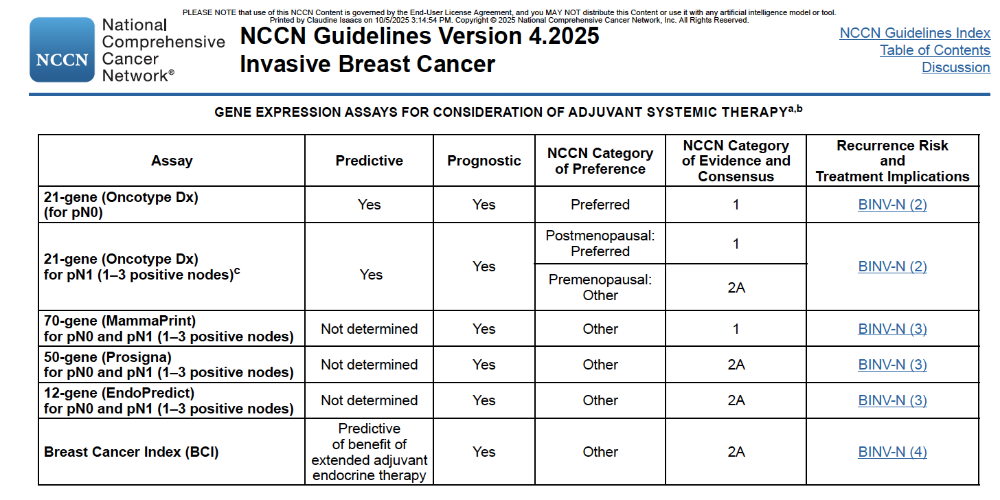 PLEASE NOTE that use of this NCCN Content is governed by the End-User License Agreement, and you MAY NOT distribute this Content or use it with any artificial intelligence model or tool.
Printed by Claudine Isaacs on 10/5/2025 3:14:54 PM. Copyright © 2025 National Comprehensive Cancer Network, Inc. All Rights Reserved.
NCCN
National
Comprehensive
Cancer
Network®
NCCN Guidelines Version 4.2025
Invasive Breast Cancer
NCCN Guidelines Index
Table of Contents
Discussion
GENE EXPRESSION ASSAYS FOR CONSIDERATION OF ADJUVANT SYSTEMIC THERAPYa,b
Assay
Predictive
Prognostic
NCCN Category
of Preference
NCCN Category
of Evidence and
Consensus
Recurrence Risk
and
Treatment Implications
21-gene (Oncotype Dx)
(for pN0)
Yes
Yes
Preferred
1
BINV-N (2)
21-gene (Oncotype Dx)
for pN1 (1–3 positive nodes)c
Yes
Yes
Postmenopausal:
Preferred
1
Premenopausal:
Other
2A
BINV-N (2)
70-gene (MammaPrint)
for pN0 and pN1 (1–3 positive nodes)
Not determined
Yes
Other
1
BINV-N (3)
50-gene (Prosigna)
for pN0 and pN1 (1–3 positive nodes)
Not determined
Yes
Other
2A
BINV-N (3)
12-gene (EndoPredict)
for pN0 and pN1 (1–3 positive nodes)
Not determined
Yes
Other
2A
BINV-N (3)
Breast Cancer Index (BCI)
Predictive
of benefit of
extended adjuvant
endocrine therapy
Yes
Other
2A
BINV-N (4)